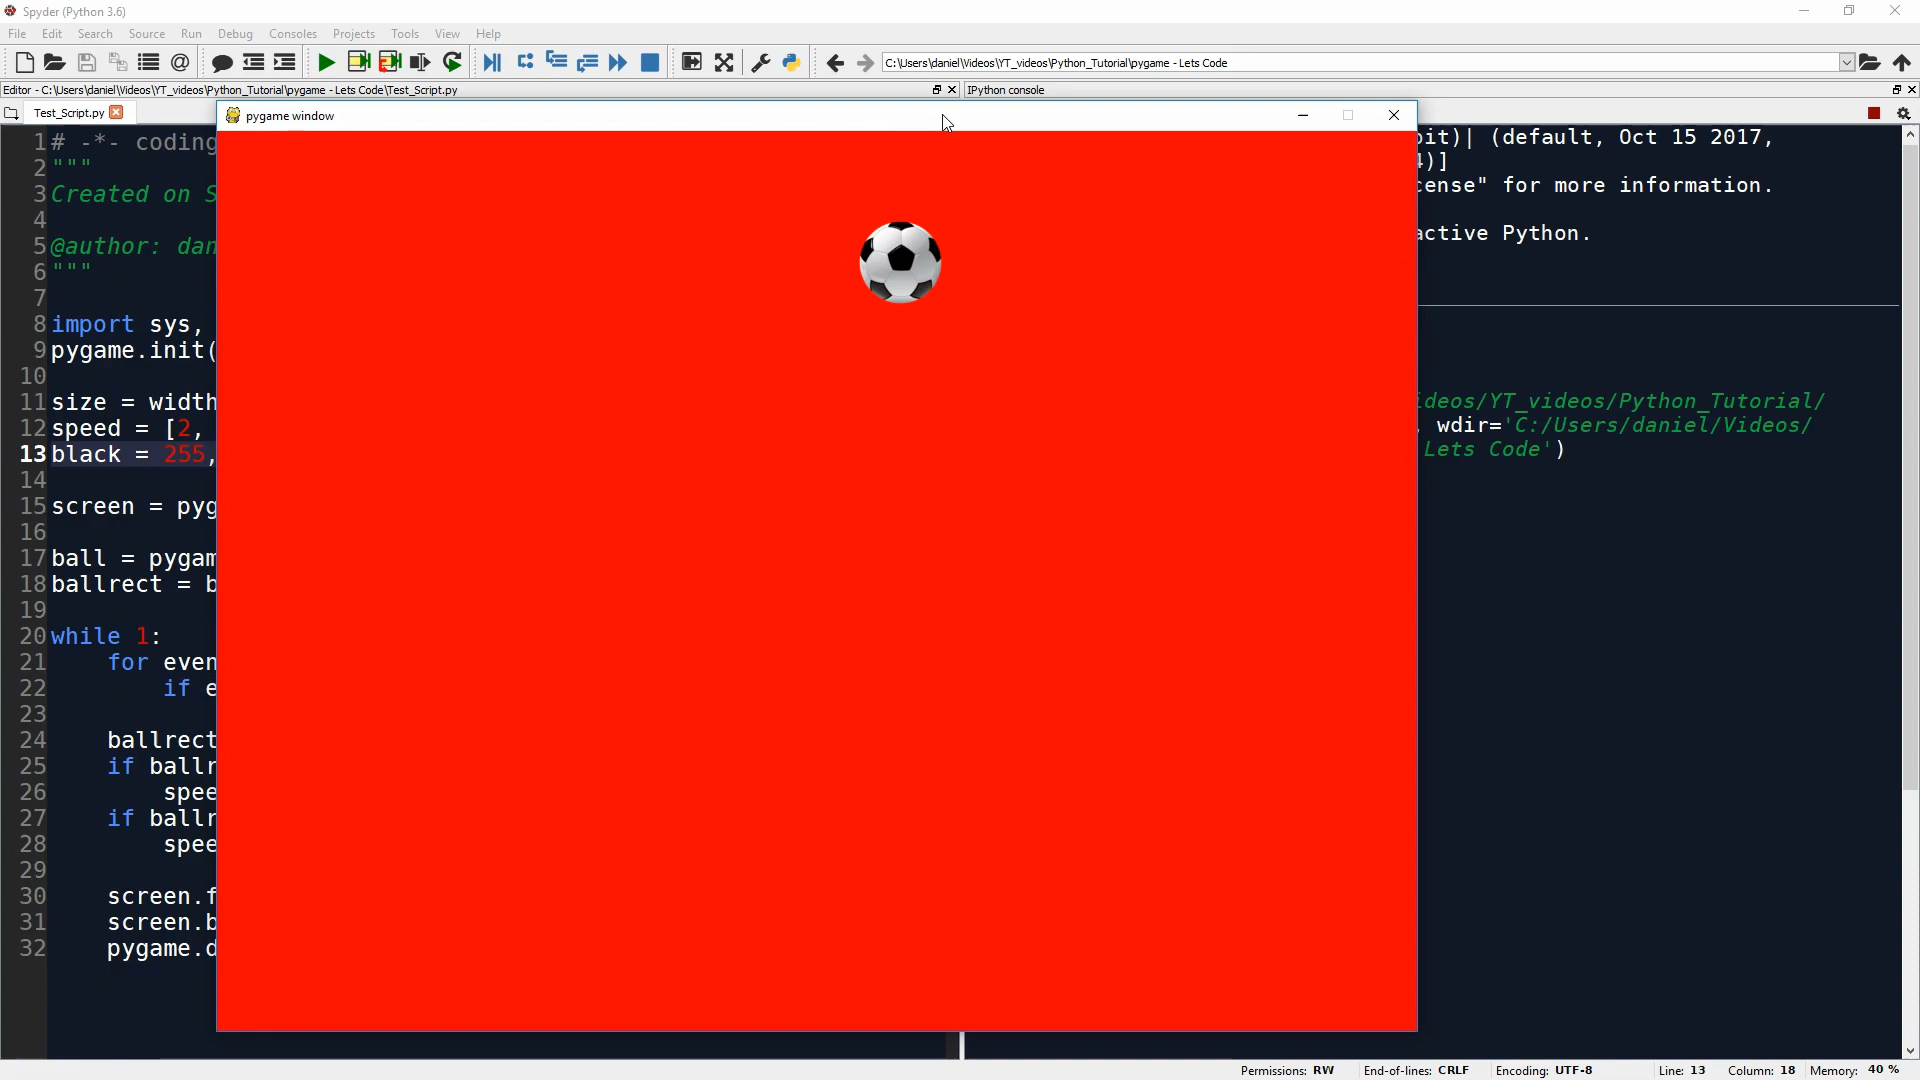 Spyder (Python 3.6)
File Edit Search Source Run Debug Consoles Projects Tools View Help
C:\Users\daniel\Videos\YT_videos\Python_Tutorial\pygame - Lets Code
Editor - C:\Users\daniel\Videos\YT_videos\Python_Tutorial\pygame - Lets Code\Test_Script.py
IPython console
Test_Script.py
pygame window
1 # -*- coding
2 """
3 Created on S
4
5 @author: dan
6 """
7
8 import sys,
9 pygame.init(
10
11 size = width
12 speed = [2,
13 black = 255,
14
15 screen = pyg
16
17 ball = pygam
18 ballrect = b
19
20 while 1:
21 for even
22 if e
23
24 ballrect
25 if ballr
26 spee
27 if ballr
28 spee
29
30 screen.f
31 screen.b
32 pygame.d
bit)| (default, Oct 15 2017,
4)]
cense" for more information.
active Python.
ideos/YT_videos/Python_Tutorial/
, wdir='C:/Users/daniel/Videos/
Lets Code')
Permissions: RW End-of-lines: CRLF Encoding: UTF-8 Line: 13 Column: 18 Memory: 40 %